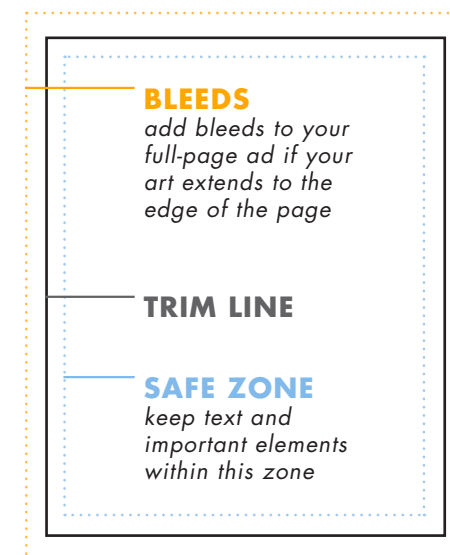 BLEEDS
add bleeds to your
full-page ad if your
art extends to the
edge of the page
TRIM LINE
SAFE ZONE
keep text and
important elements
within this zone